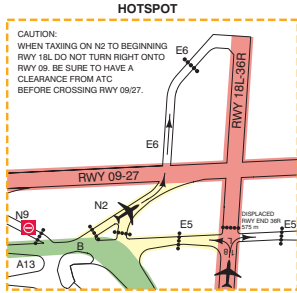 HOTSPOT
CAUTION:
WHEN TAXIING ON N2 TO BEGINNING
RWY 18L DO NOT TURN RIGHT ONTO
RWY 09. BE SURE TO HAVE A
CLEARANCE FROM ATC
BEFORE CROSSING RWY 09/27.
E6
RWY 18L-36R
E6
RWY 09-27
N9
N2
DISPLACED
RWY END 36R
575 m
E5
E5
B
A13
18